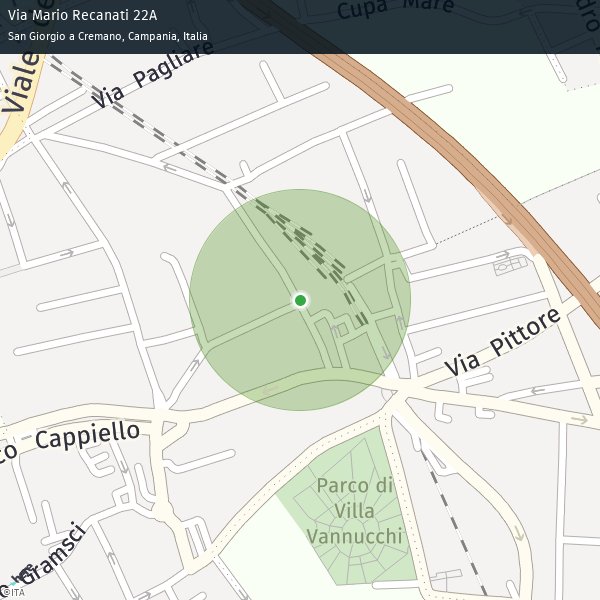 Via Mario Recanati 22A
San Giorgio a Cremano, Campania, Italia
Cupa Mare
Viale
Via Pagliare
Via Pittore
Cappiello
Parco di
Villa
Vannucchi
Gramsci
©ITA